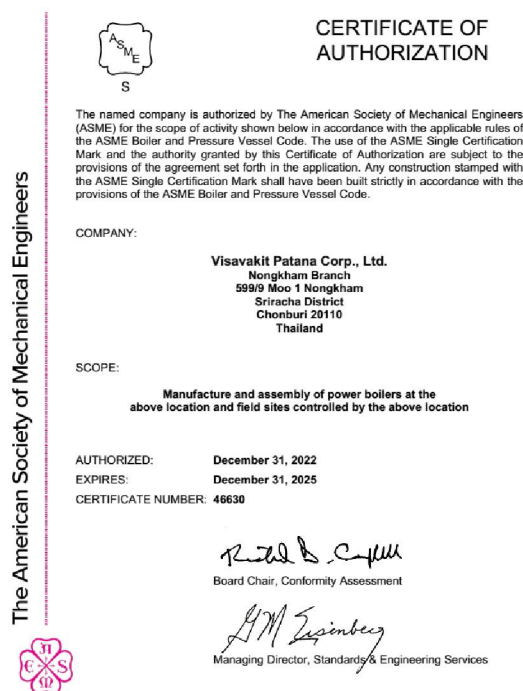 The American Society of Mechanical Engineers
ASME
S
CERTIFICATE OF
AUTHORIZATION
The named company is authorized by The American Society of Mechanical Engineers
(ASME) for the scope of activity shown below in accordance with the applicable rules of
the ASME Boiler and Pressure Vessel Code. The use of the ASME Single Certification
Mark and the authority granted by this Certificate of Authorization are subject to the
provisions of the agreement set forth in the application. Any construction stamped with
the ASME Single Certification Mark shall have been built strictly in accordance with the
provisions of the ASME Boiler and Pressure Vessel Code.
COMPANY:
Visavakit Patana Corp., Ltd.
Nongkham Branch
599/9 Moo 1 Nongkham
Sriracha District
Chonburi 20110
Thailand
SCOPE:
Manufacture and assembly of power boilers at the
above location and field sites controlled by the above location
AUTHORIZED: December 31, 2022
EXPIRES: December 31, 2025
CERTIFICATE NUMBER: 46630
Board Chair, Conformity Assessment
GM Eisenberg
Managing Director, Standards & Engineering Services